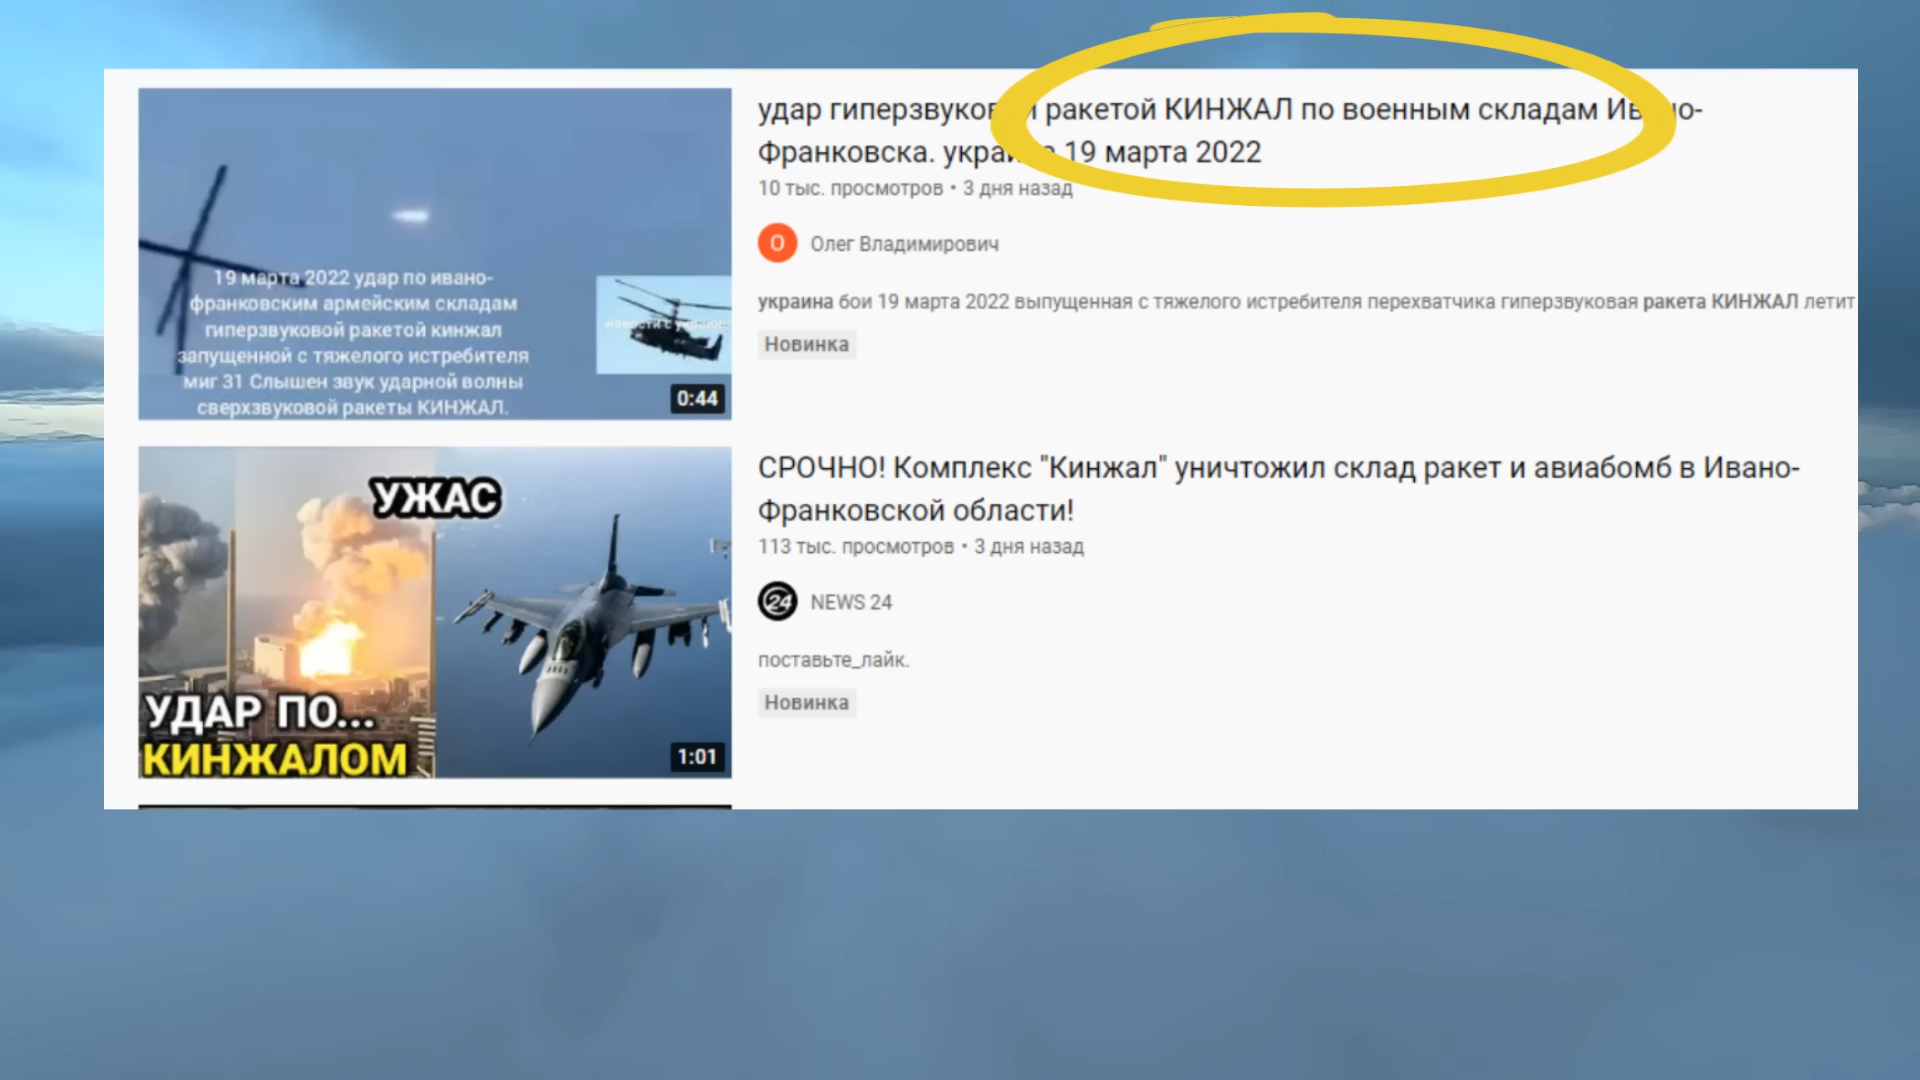 удар гиперзвуковой ракетой КИНЖАЛ по военным складам Ивано-
Франковска. украина 19 марта 2022
10 тыс. просмотров • 3 дня назад
О
Олег Владимирович
украина бои 19 марта 2022 выпущенная с тяжелого истребителя перехватчика гиперзвуковая ракета КИНЖАЛ летит
Новинка
19 марта 2022 удар по ивано-
франковским армейским складам
гиперзвуковой ракетой кинжал
запущенной с тяжелого истребителя
миг 31 Слышен звук ударной волны
сверхзвуковой ракеты КИНЖАЛ.
0:44
СРОЧНО! Комплекс "Кинжал" уничтожил склад ракет и авиабомб в Ивано-
Франковской области!
113 тыс. просмотров • 3 дня назад
24
NEWS 24
поставьте_лайк.
Новинка
УЖАС
УДАР ПО...
КИНЖАЛОМ
1:01